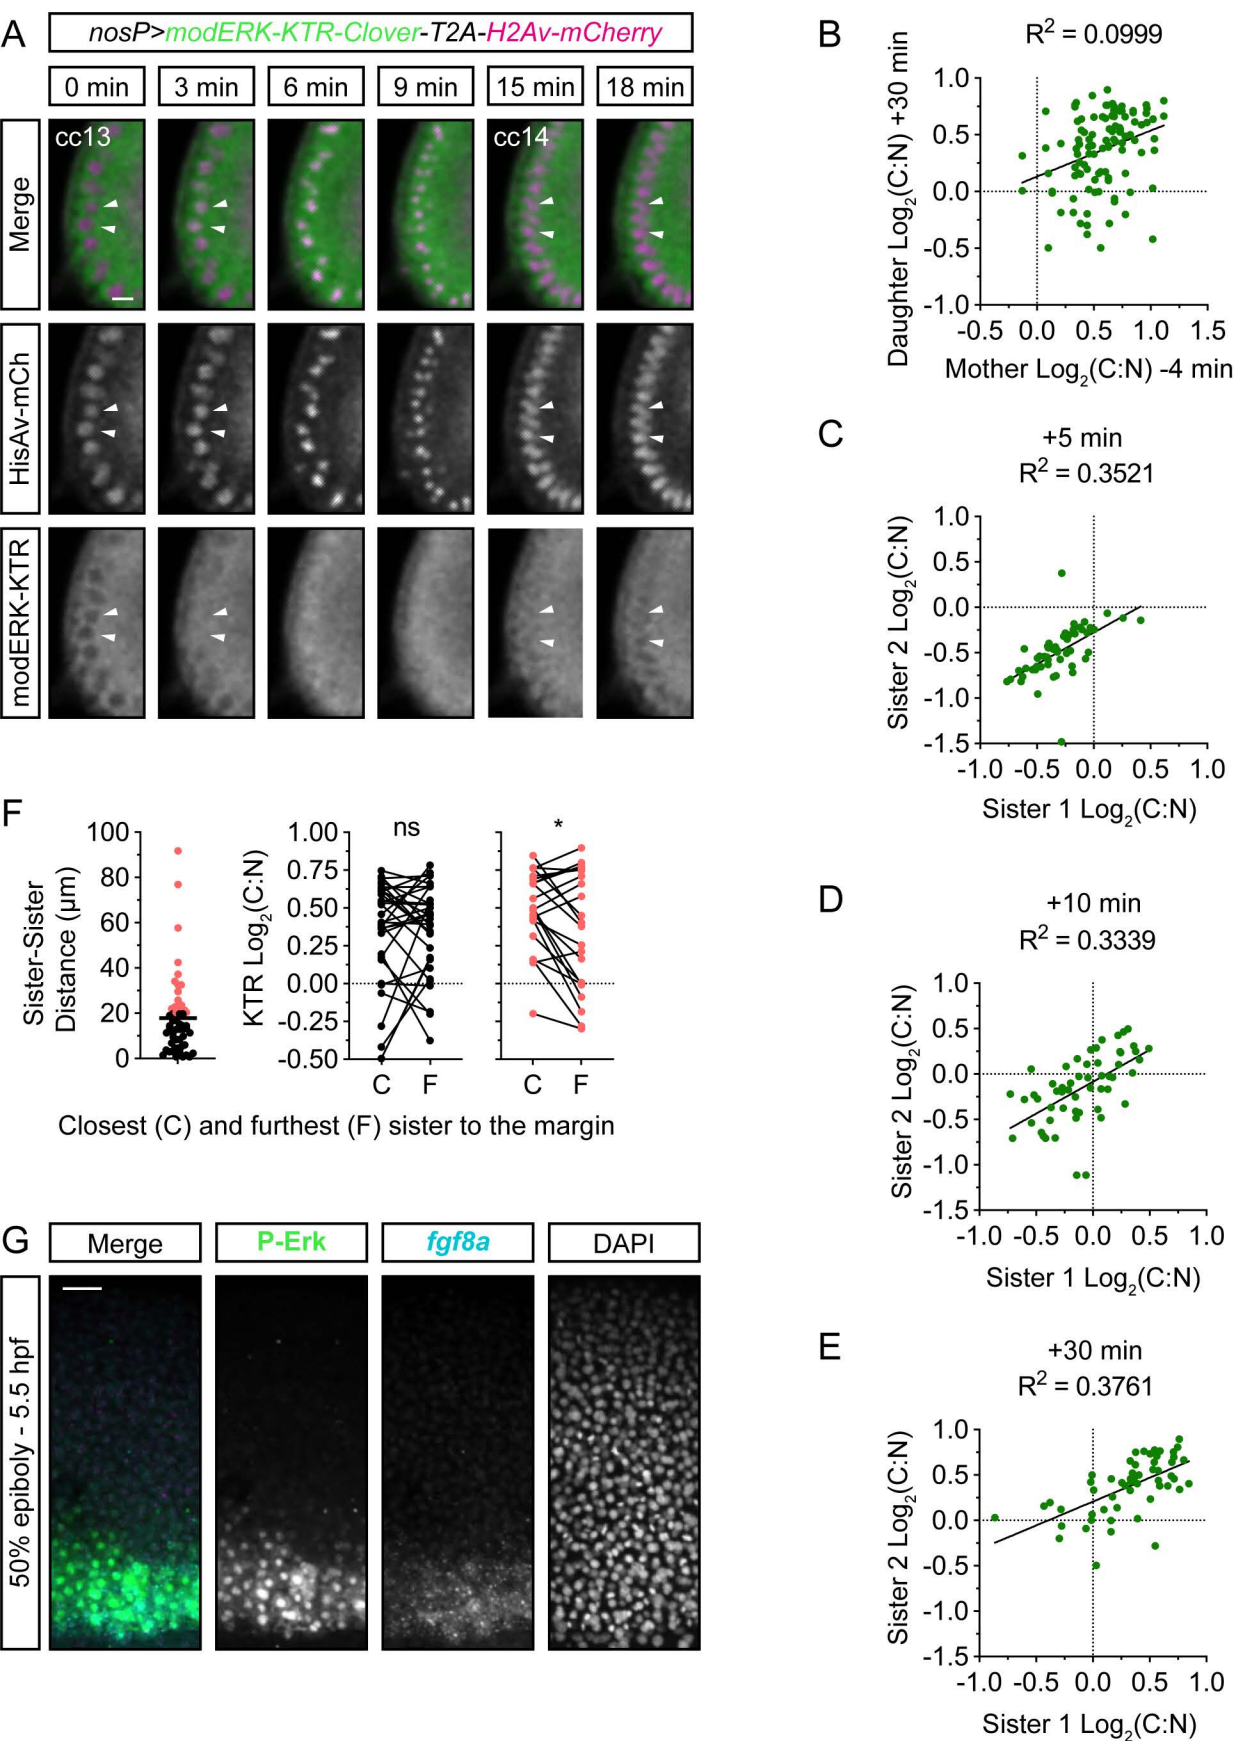 A
nosP>modERK-KTR-Clover-T2A-H2Av-mCherry
0 min
3 min
6 min
9 min
15 min
18 min
Merge
cc13
cc14
HisAv-mCh
modERK-KTR
B
R² = 0.0999
Daughter Log₂(C:N) +30 min
1.0
0.5
0.0
-0.5
-1.0
-0.5 0.0 0.5 1.0 1.5
Mother Log₂(C:N) -4 min
C
+5 min
R² = 0.3521
Sister 2 Log₂(C:N)
1.0
0.5
0.0
-0.5
-1.0
-1.5
-1.0 -0.5 0.0 0.5 1.0
Sister 1 Log₂(C:N)
D
+10 min
R² = 0.3339
Sister 2 Log₂(C:N)
1.0
0.5
0.0
-0.5
-1.0
-1.5
-1.0 -0.5 0.0 0.5 1.0
Sister 1 Log₂(C:N)
E
+30 min
R² = 0.3761
Sister 2 Log₂(C:N)
1.0
0.5
0.0
-0.5
-1.0
-1.5
-1.0 -0.5 0.0 0.5 1.0
Sister 1 Log₂(C:N)
F
Sister-Sister
Distance (µm)
100
80
60
40
20
0
KTR Log₂(C:N)
1.00
0.75
0.50
0.25
0.00
-0.25
-0.50
ns
*
C F
C F
Closest (C) and furthest (F) sister to the margin
G
Merge
P-Erk
fgf8a
DAPI
50% epiboly - 5.5 hpf